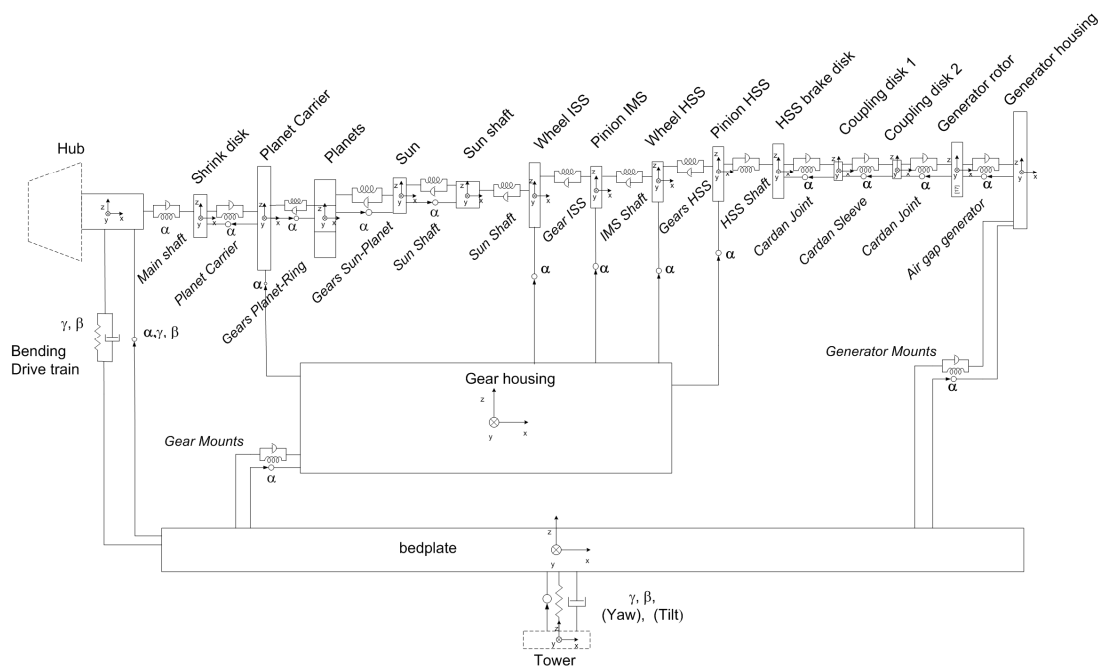 Hub
Shrink disk
Planet Carrier
Planets
Sun
Sun shaft
Wheel ISS
Pinion IMS
Wheel HSS
Pinion HSS
HSS brake disk
Coupling disk 1
Coupling disk 2
Generator rotor
Generator housing
z
y
x
α
Main shaft
Planet Carrier
Gears Planet-Ring
Gears Sun-Planet
Sun Shaft
Sun Shaft
Gear ISS
IMS Shaft
Gears HSS
HSS Shaft
Cardan Joint
Cardan Sleeve
Cardan Joint
Air gap generator
α
α
α
α
α
α
α
α
α
α
α
α
γ, β
α,γ, β
Bending
Drive train
Gear housing
z
y
x
Gear Mounts
α
Generator Mounts
α
bedplate
z
y
x
γ, β,
(Yaw), (Tilt)
z
y
x
Tower